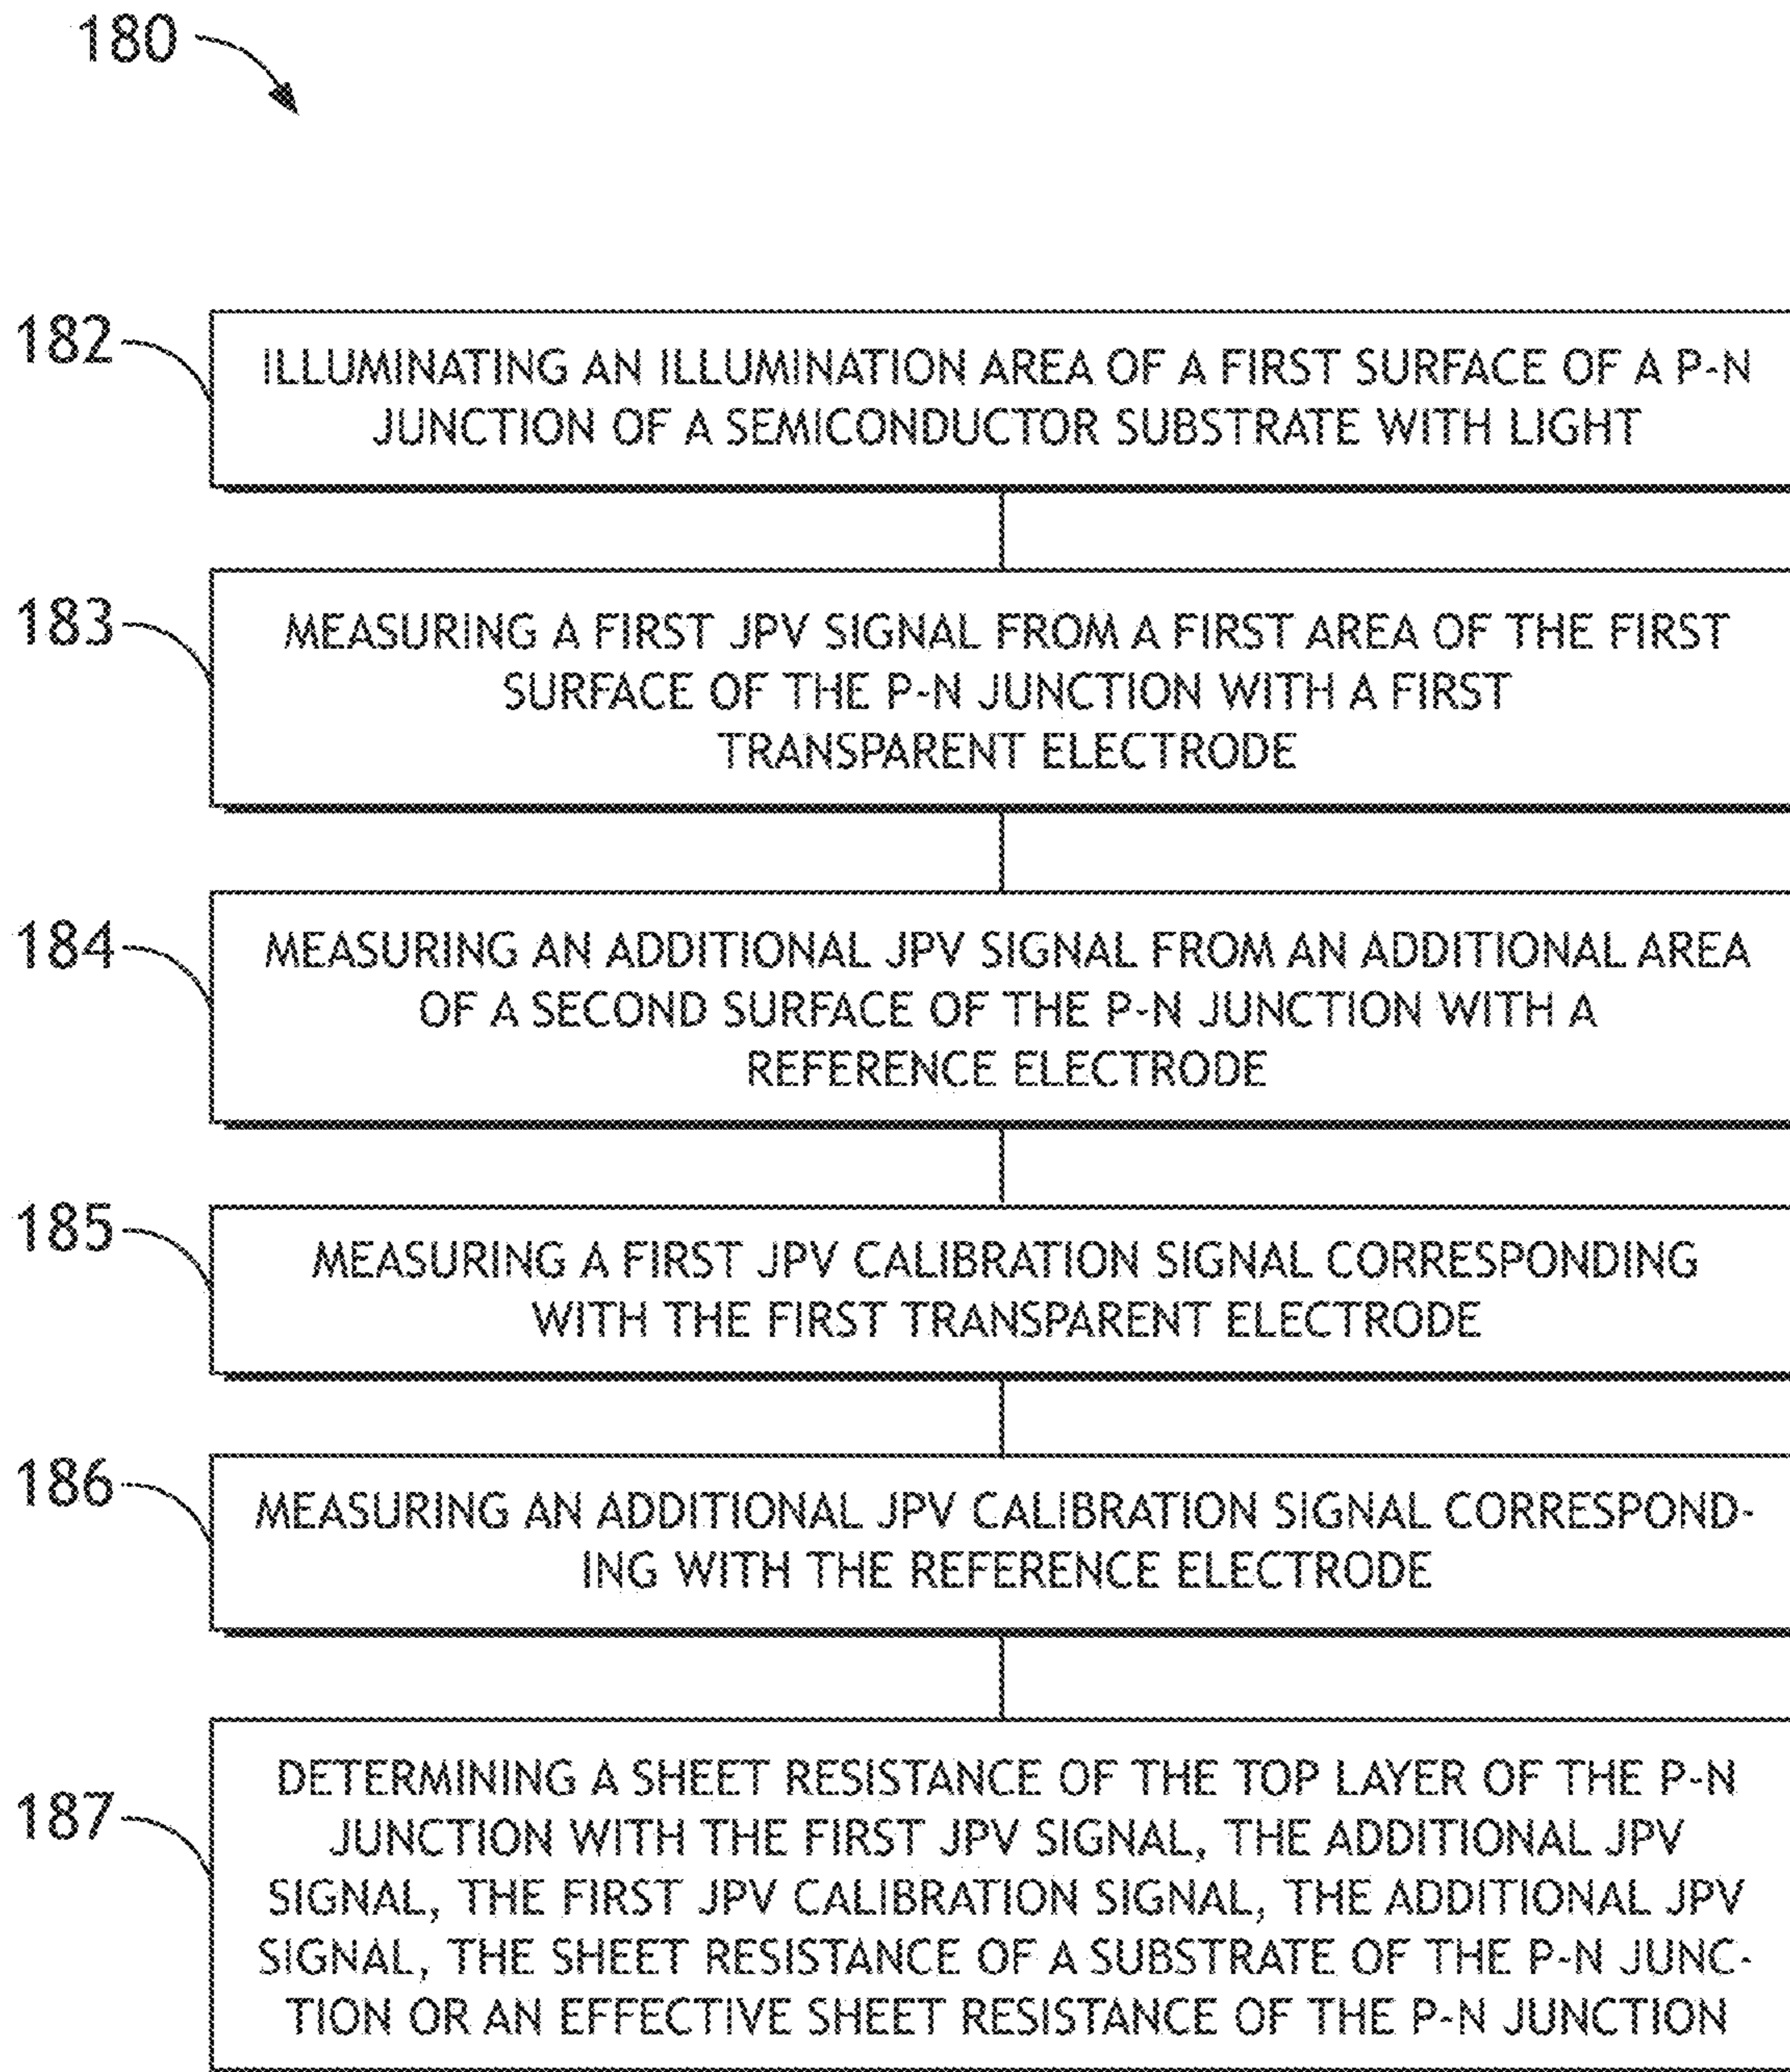 180
182
ILLUMINATING AN ILLUMINATION AREA OF A FIRST SURFACE OF A P-N
JUNCTION OF A SEMICONDUCTOR SUBSTRATE WITH LIGHT
183
MEASURING A FIRST JPV SIGNAL FROM A FIRST AREA OF THE FIRST
SURFACE OF THE P-N JUNCTION WITH A FIRST
TRANSPARENT ELECTRODE
184
MEASURING AN ADDITIONAL JPV SIGNAL FROM AN ADDITIONAL AREA
OF A SECOND SURFACE OF THE P-N JUNCTION WITH A
REFERENCE ELECTRODE
185
MEASURING A FIRST JPV CALIBRATION SIGNAL CORRESPONDING
WITH THE FIRST TRANSPARENT ELECTRODE
186
MEASURING AN ADDITIONAL JPV CALIBRATION SIGNAL CORRESPOND-
ING WITH THE REFERENCE ELECTRODE
187
DETERMINING A SHEET RESISTANCE OF THE TOP LAYER OF THE P-N
JUNCTION WITH THE FIRST JPV SIGNAL, THE ADDITIONAL JPV
SIGNAL, THE FIRST JPV CALIBRATION SIGNAL, THE ADDITIONAL JPV
SIGNAL, THE SHEET RESISTANCE OF A SUBSTRATE OF THE P-N JUNC-
TION OR AN EFFECTIVE SHEET RESISTANCE OF THE P-N JUNCTION